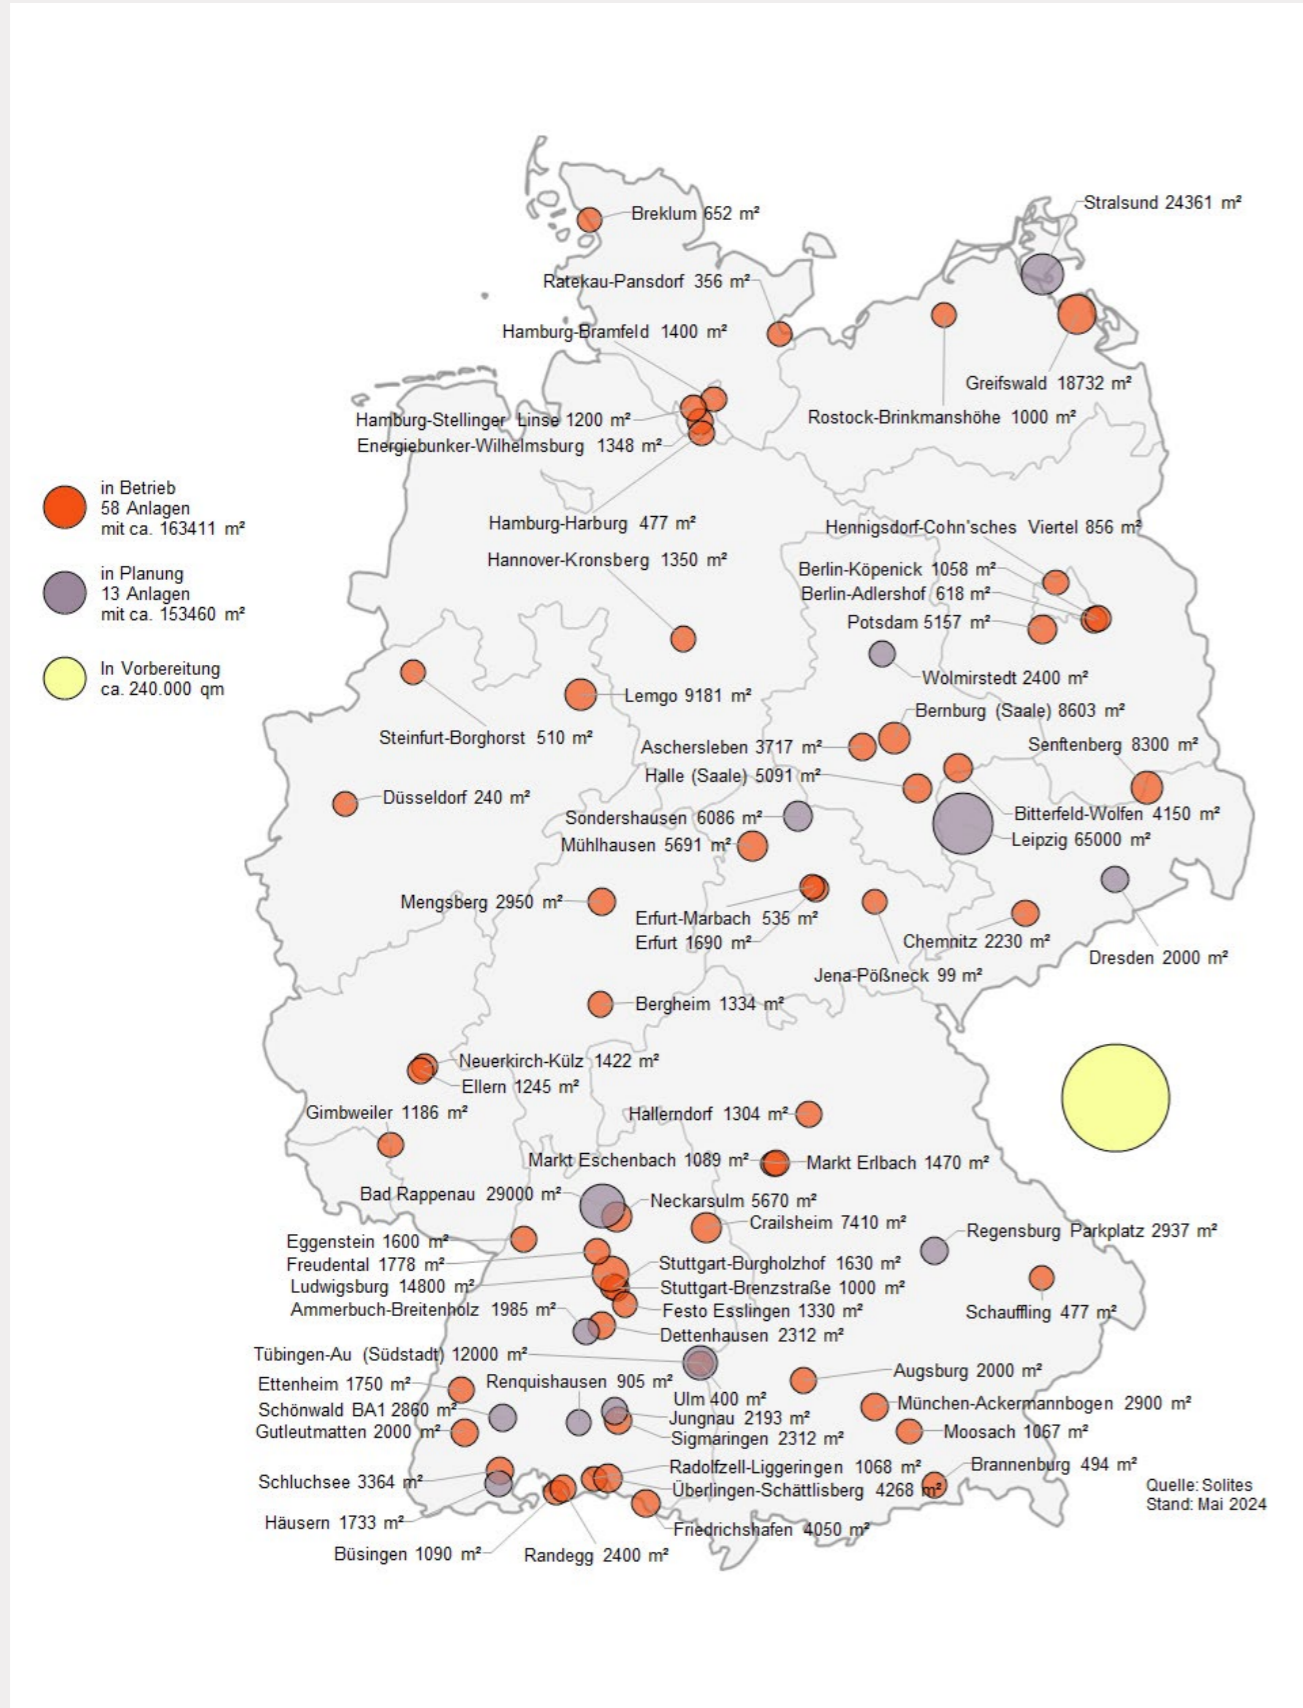 Breklum 652 m²
Stralsund 24361 m²
Ratekau-Pansdorf 356 m²
Hamburg-Bramfeld 1400 m²
Greifswald 18732 m²
Rostock-Brinkmanshöhe 1000 m²
Hamburg-Stellinger Linse 1200 m²
Energiebunker-Wilhelmsburg 1348 m²
in Betrieb
58 Anlagen
mit ca. 163411 m²
in Planung
13 Anlagen
mit ca. 153460 m²
In Vorbereitung
ca. 240.000 qm
Hamburg-Harburg 477 m²
Hennigsdorf-Cohn'sches Viertel 856 m²
Hannover-Kronsberg 1350 m²
Berlin-Köpenick 1058 m²
Berlin-Adlershof 618 m²
Potsdam 5157 m²
Wolmirstedt 2400 m²
Lemgo 9181 m²
Bernburg (Saale) 8603 m²
Steinfurt-Borghorst 510 m²
Aschersleben 3717 m²
Senftenberg 8300 m²
Halle (Saale) 5091 m²
Düsseldorf 240 m²
Sondershausen 6086 m²
Bitterfeld-Wolfen 4150 m²
Mühlhausen 5691 m²
Leipzig 65000 m²
Mengsberg 2950 m²
Erfurt-Marbach 535 m²
Erfurt 1690 m²
Chemnitz 2230 m²
Dresden 2000 m²
Jena-Pößneck 99 m²
Bergheim 1334 m²
Neuerkirch-Külz 1422 m²
Ellern 1245 m²
Gimbweiler 1186 m²
Hallerndorf 1304 m²
Markt Eschenbach 1089 m²
Markt Erlbach 1470 m²
Bad Rappenau 29000 m²
Neckarsulm 5670 m²
Crailsheim 7410 m²
Regensburg Parkplatz 2937 m²
Eggenstein 1600 m²
Freudental 1778 m²
Stuttgart-Burgholzhof 1630 m²
Ludwigsburg 14800 m²
Stuttgart-Brenzstraße 1000 m²
Ammerbuch-Breitenholz 1985 m²
Festo Esslingen 1330 m²
Schauffling 477 m²
Dettenhausen 2312 m²
Tübingen-Au (Südstadt) 12000 m²
Augsburg 2000 m²
Ettenheim 1750 m²
Renquishausen 905 m²
Ulm 400 m²
München-Ackermannbogen 2900 m²
Schönwald BA1 2860 m²
Jungnau 2193 m²
Gutleutmatten 2000 m²
Sigmaringen 2312 m²
Moosach 1067 m²
Radolfzell-Liggeringen 1068 m²
Brannenburg 494 m²
Schluchsee 3364 m²
Überlingen-Schättlisberg 4268 m²
Quelle: Solites
Stand: Mai 2024
Häusern 1733 m²
Friedrichshafen 4050 m²
Büsingen 1090 m²
Randegg 2400 m²